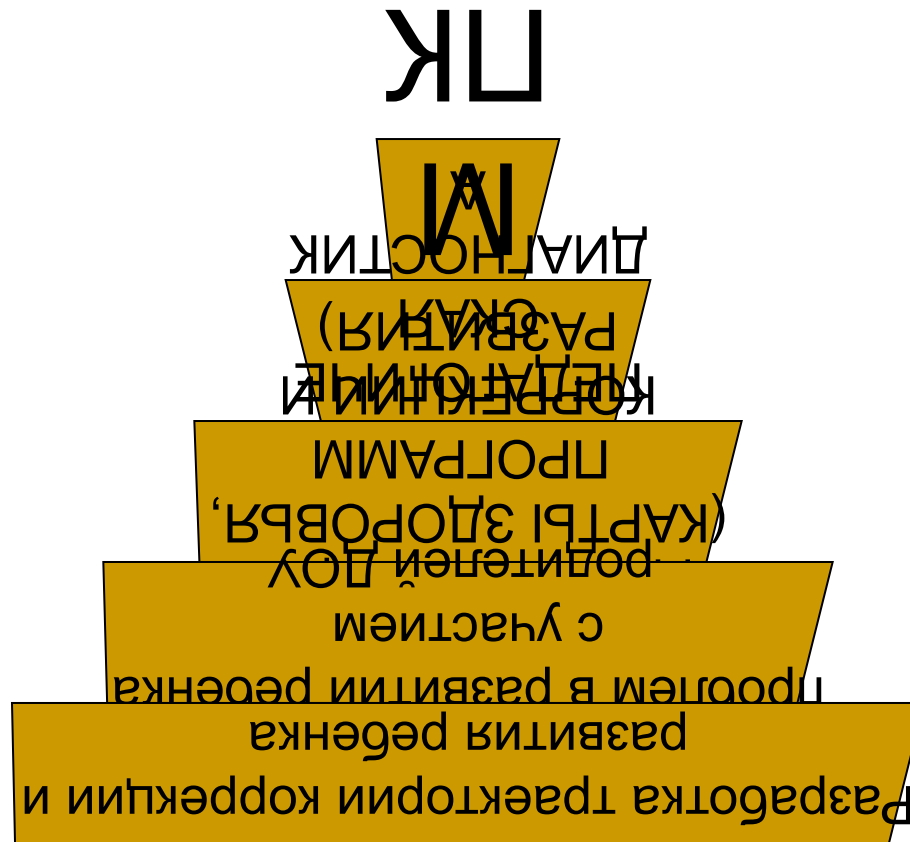 Разработка траектории коррекции и
развития ребенка
проблем в развитии ребенка
с участием
родителей ДОУ
(КАРТЫ ЗДОРОВЬЯ,
ПРОГРАММ
КОРРЕКЦИИ И
РАЗВИТИЯ)
ПЕДАГОГИЧЕ
СКАЯ
ДИАГНОСТИК
А
М
ПК